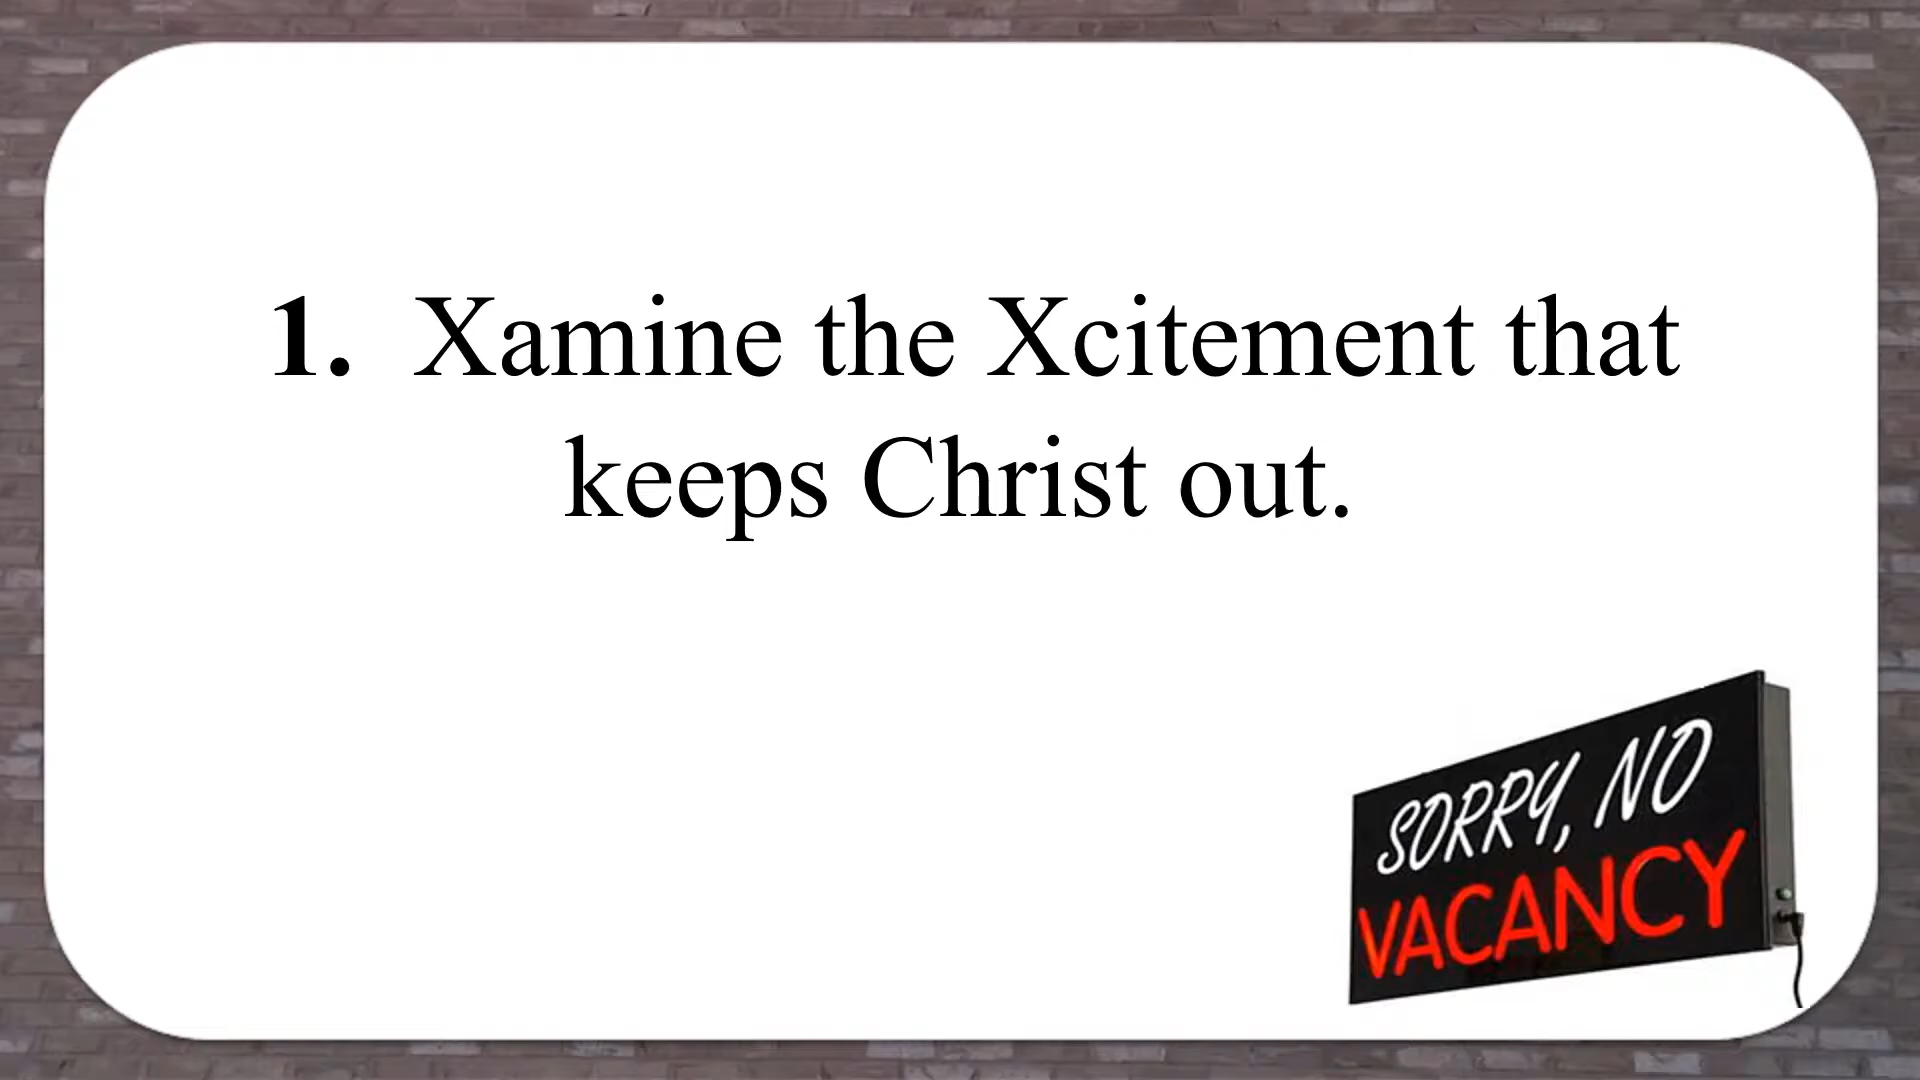 1. Xamine the Xcitement that
keeps Christ out.
SORRY, NO
VACANCY